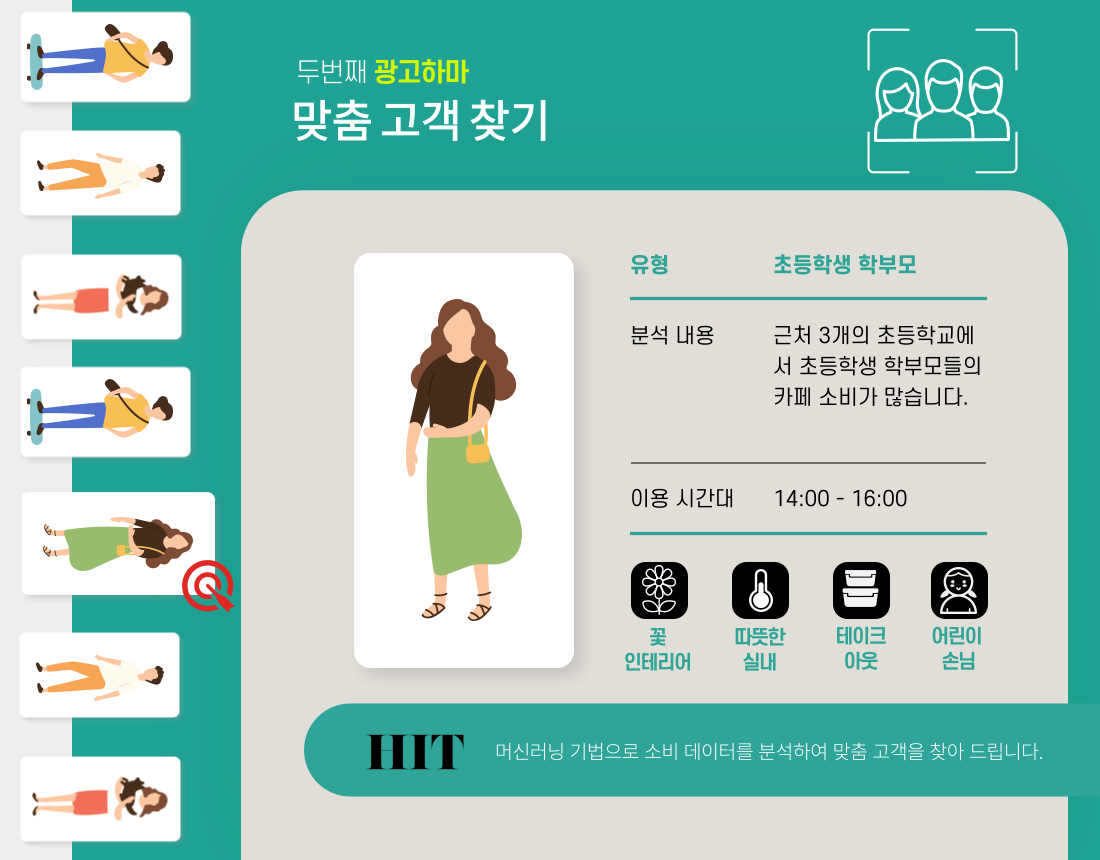 두번째 광고하마
맞춤 고객 찾기
유형 초등학생 학부모
분석 내용 근처 3개의 초등학교에
서 초등학생 학부모들의
카페 소비가 많습니다.
이용 시간대 14:00 - 16:00
꽃
인테리어
따뜻한
실내
테이크
아웃
어린이
손님
HIT 머신러닝 기법으로 소비 데이터를 분석하여 맞춤 고객을 찾아 드립니다.